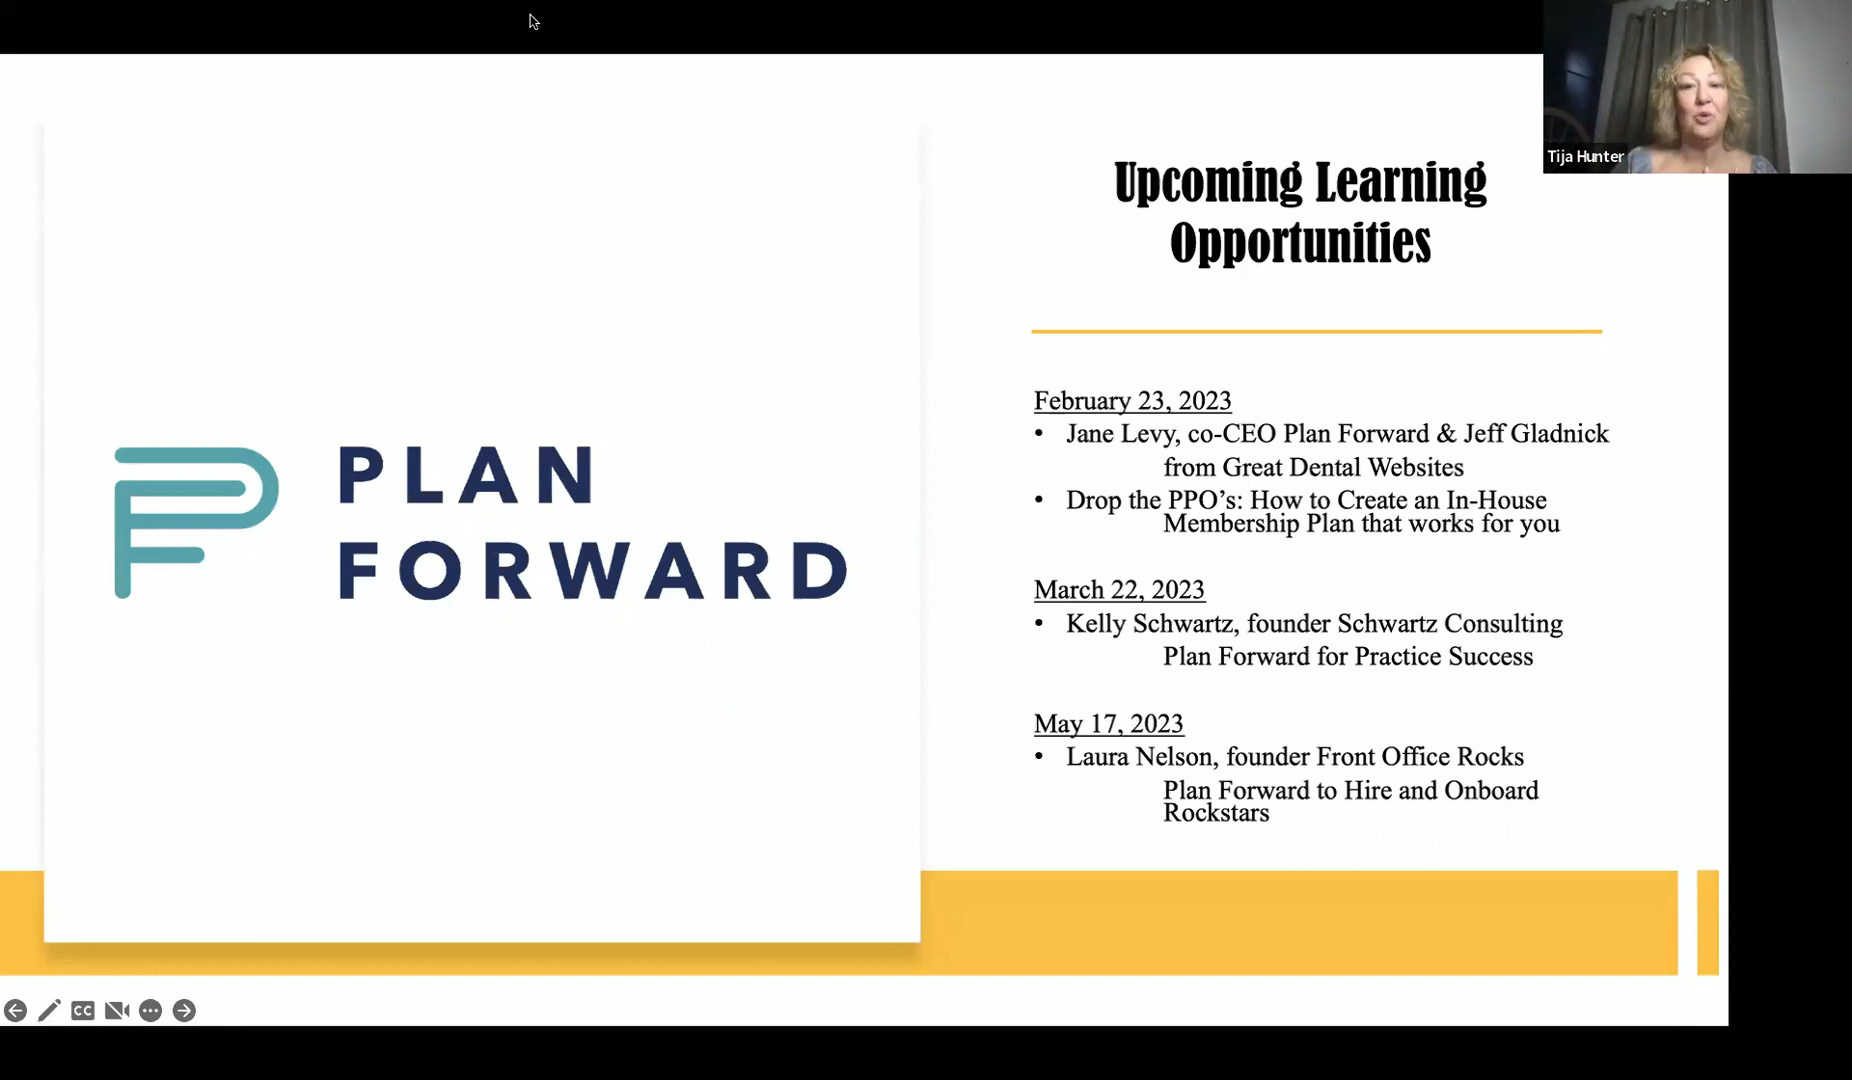 Tija Hunter
Upcoming Learning
Opportunities
PLAN
FORWARD
February 23, 2023
• Jane Levy, co-CEO Plan Forward & Jeff Gladnick
from Great Dental Websites
• Drop the PPO’s: How to Create an In-House
Membership Plan that works for you
March 22, 2023
• Kelly Schwartz, founder Schwartz Consulting
Plan Forward for Practice Success
May 17, 2023
• Laura Nelson, founder Front Office Rocks
Plan Forward to Hire and Onboard
Rockstars
CC